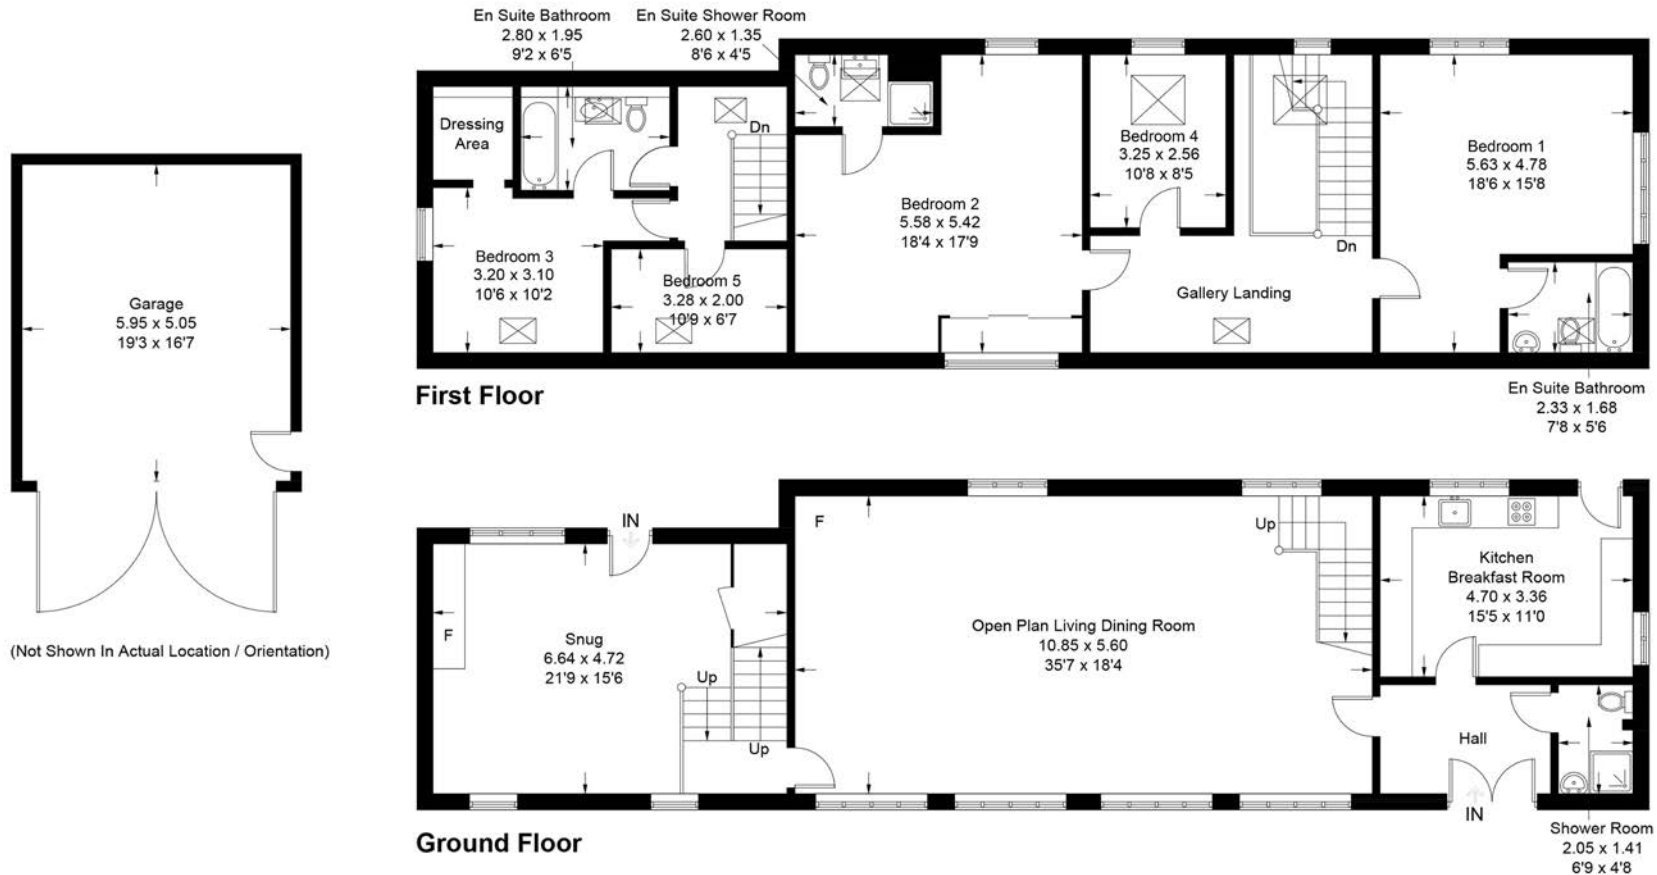 En Suite Bathroom
2.80 x 1.95
9'2 x 6'5
En Suite Shower Room
2.60 x 1.35
8'6 x 4'5
Dressing
Area
Dn
Bedroom 3
3.20 x 3.10
10'6 x 10'2
Bedroom 5
3.28 x 2.00
10'9 x 6'7
Bedroom 2
5.58 x 5.42
18'4 x 17'9
Bedroom 4
3.25 x 2.56
10'8 x 8'5
Dn
Gallery Landing
Bedroom 1
5.63 x 4.78
18'6 x 15'8
En Suite Bathroom
2.33 x 1.68
7'8 x 5'6
First Floor
Garage
5.95 x 5.05
19'3 x 16'7
(Not Shown In Actual Location / Orientation)
IN
F
Snug
6.64 x 4.72
21'9 x 15'6
Up
Up
F
Open Plan Living Dining Room
10.85 x 5.60
35'7 x 18'4
Up
Kitchen
Breakfast Room
4.70 x 3.36
15'5 x 11'0
Hall
IN
Shower Room
2.05 x 1.41
6'9 x 4'8
Ground Floor